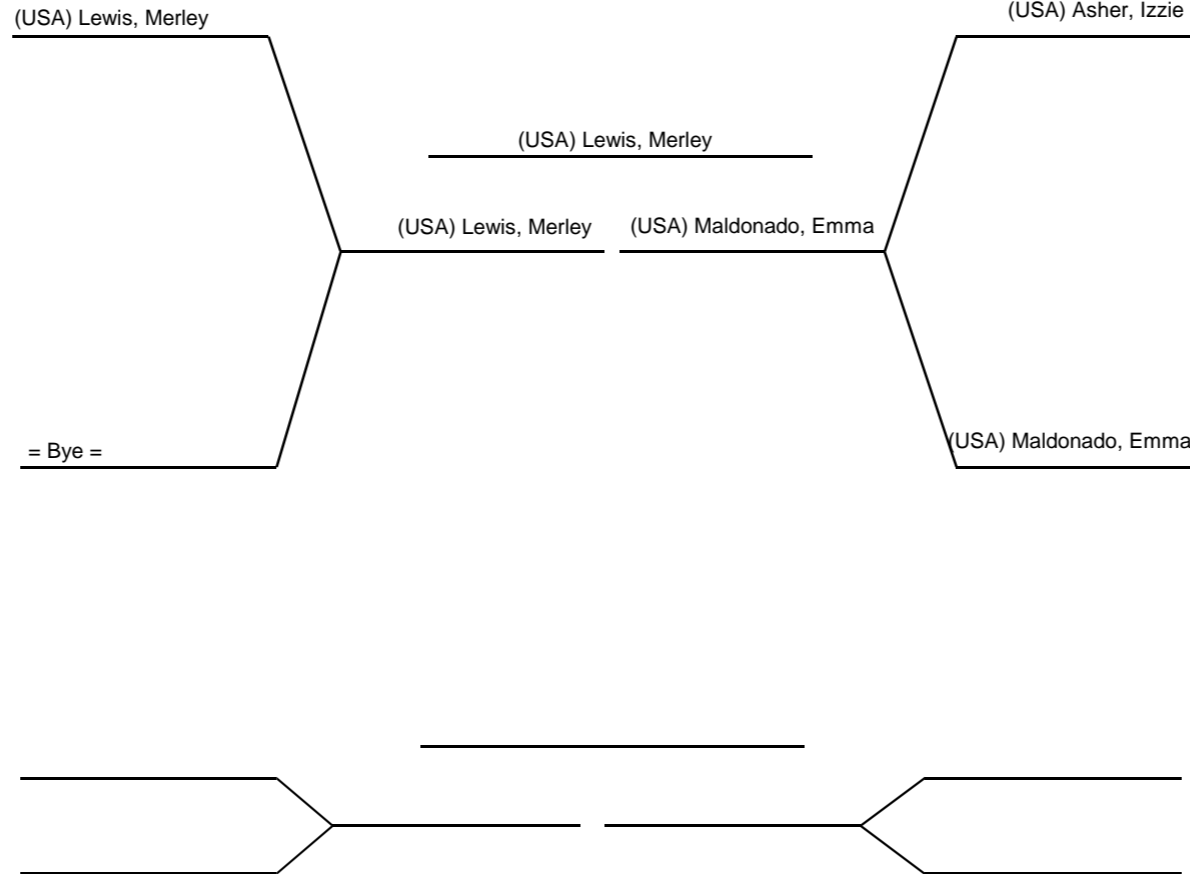 (USA) Lewis, Merley
(USA) Asher, Izzie
(USA) Lewis, Merley
(USA) Lewis, Merley
(USA) Maldonado, Emma
= Bye =
(USA) Maldonado, Emma